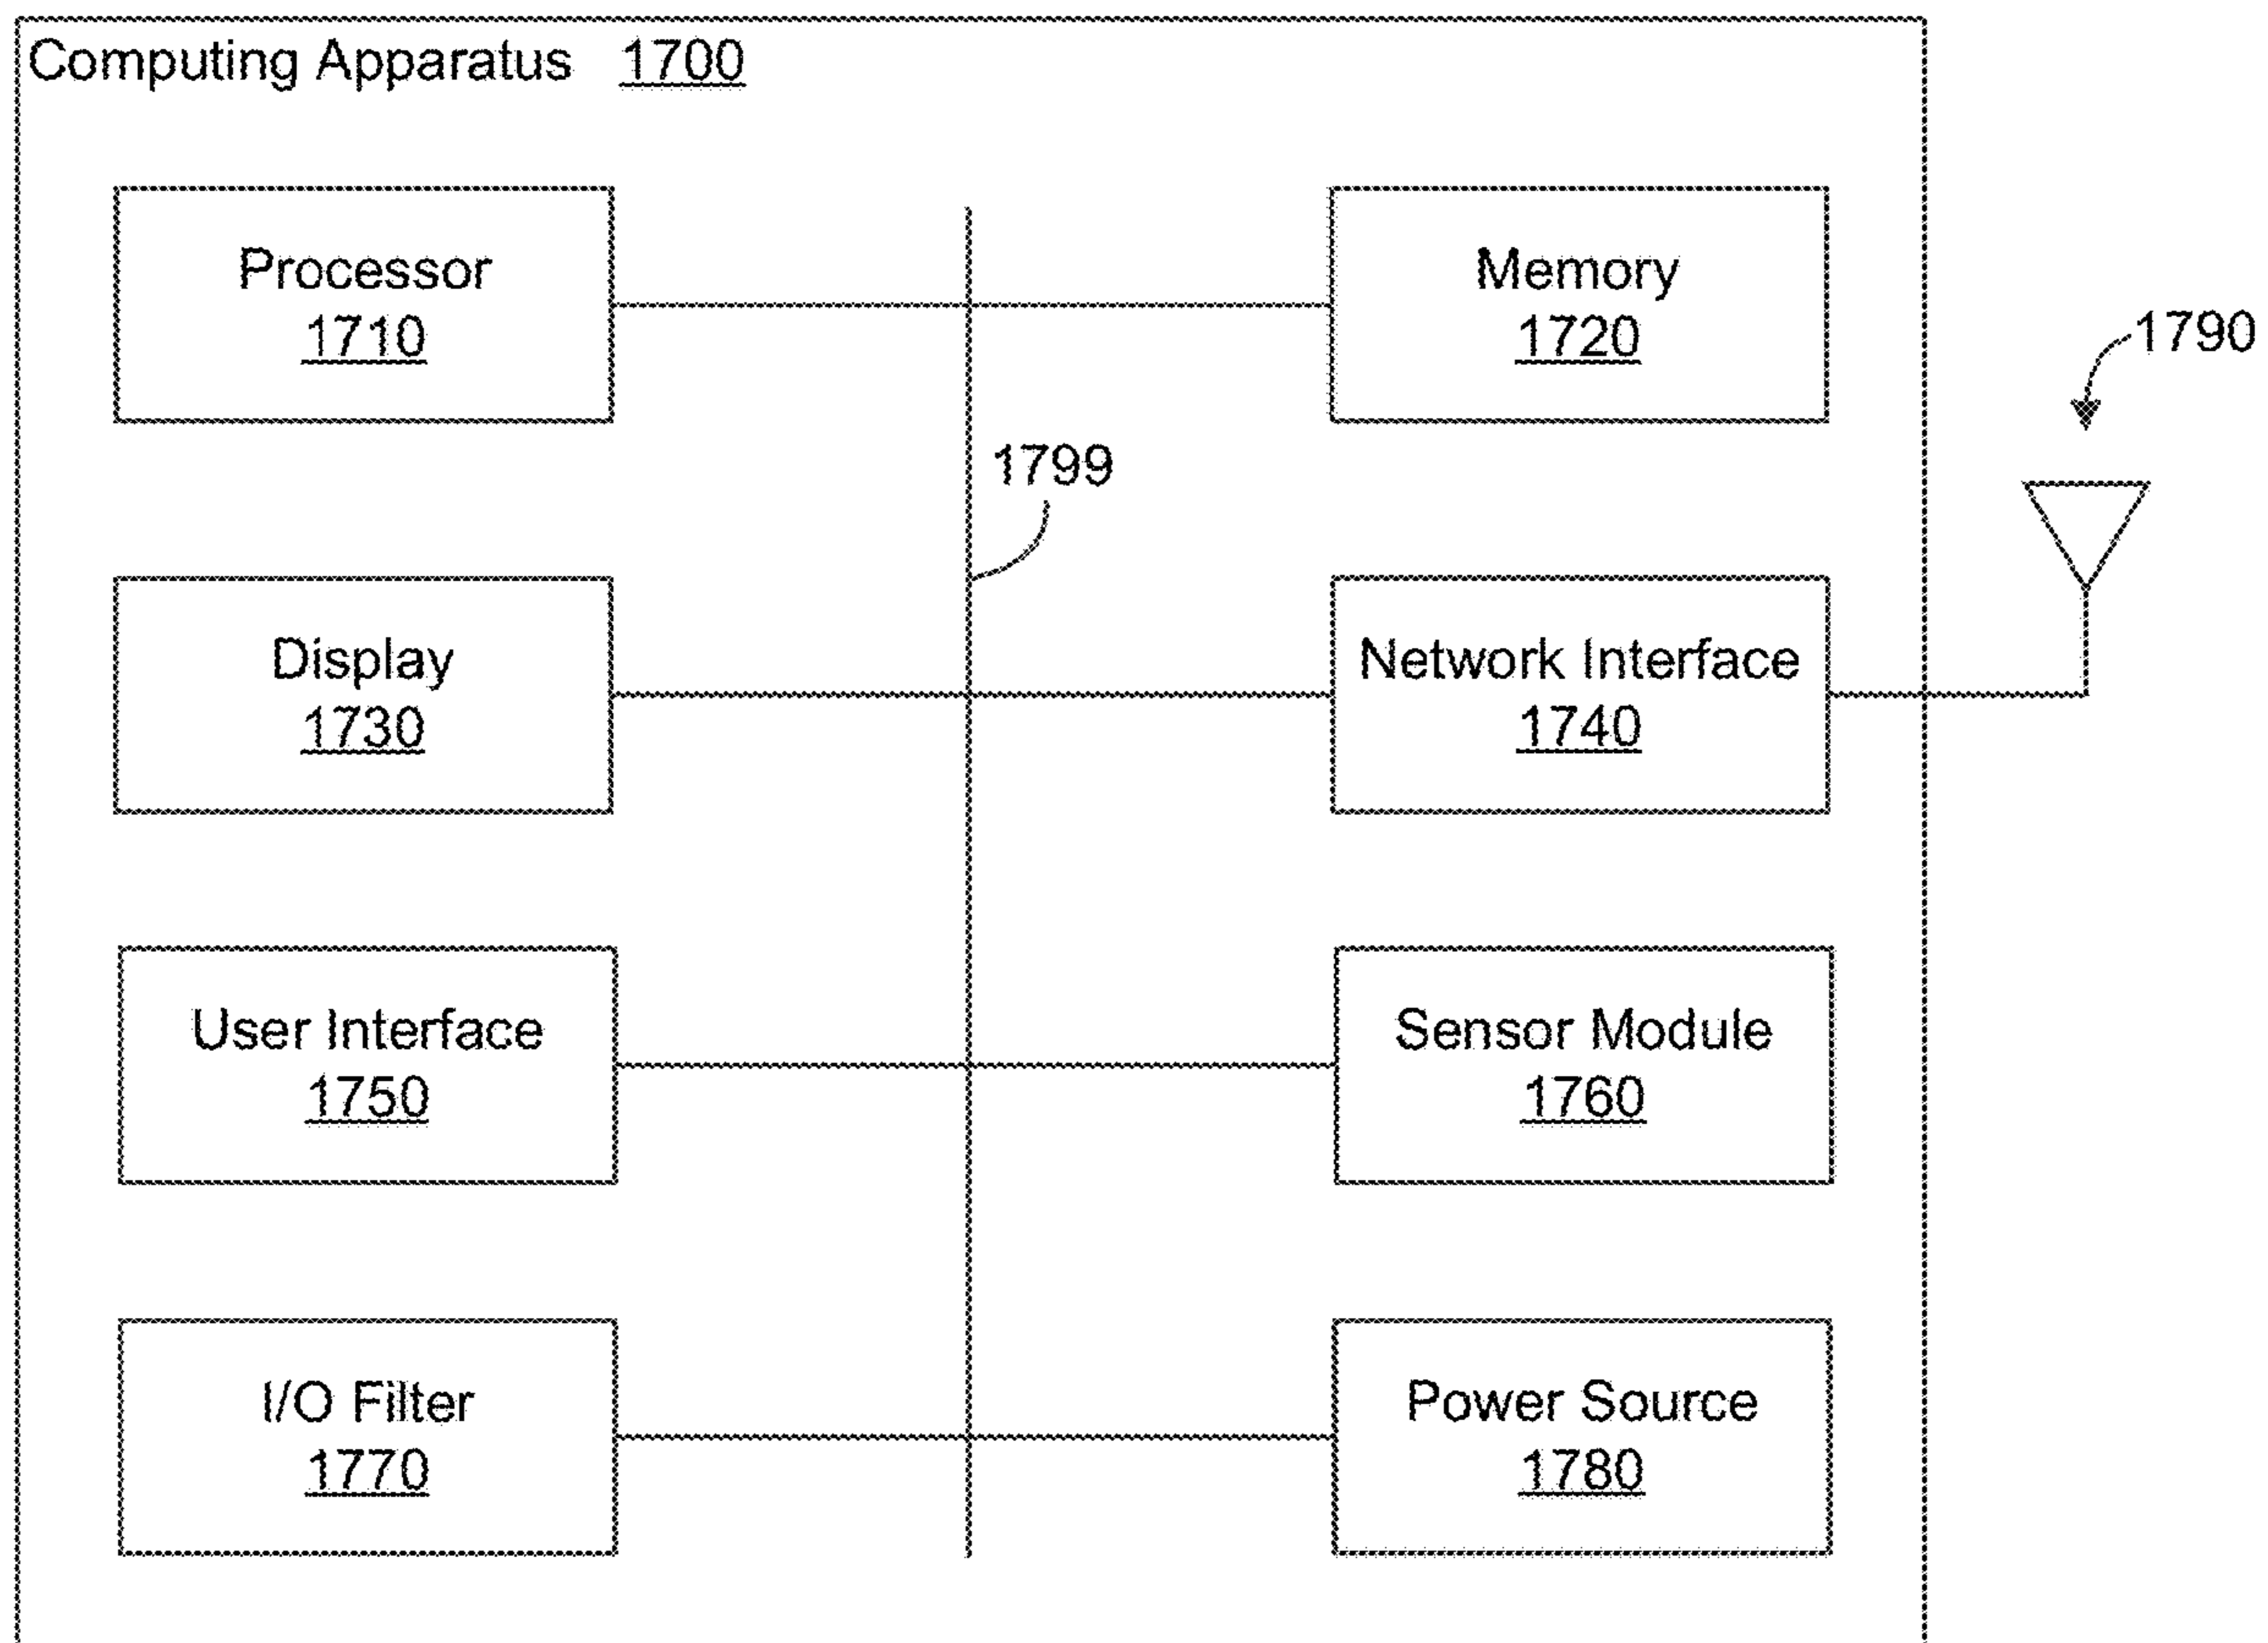 Computing Apparatus 1700
Processor
1710
Memory
1720
1790
1799
Display
1730
Network Interface
1740
User Interface
1750
Sensor Module
1760
I/O Filter
1770
Power Source
1780